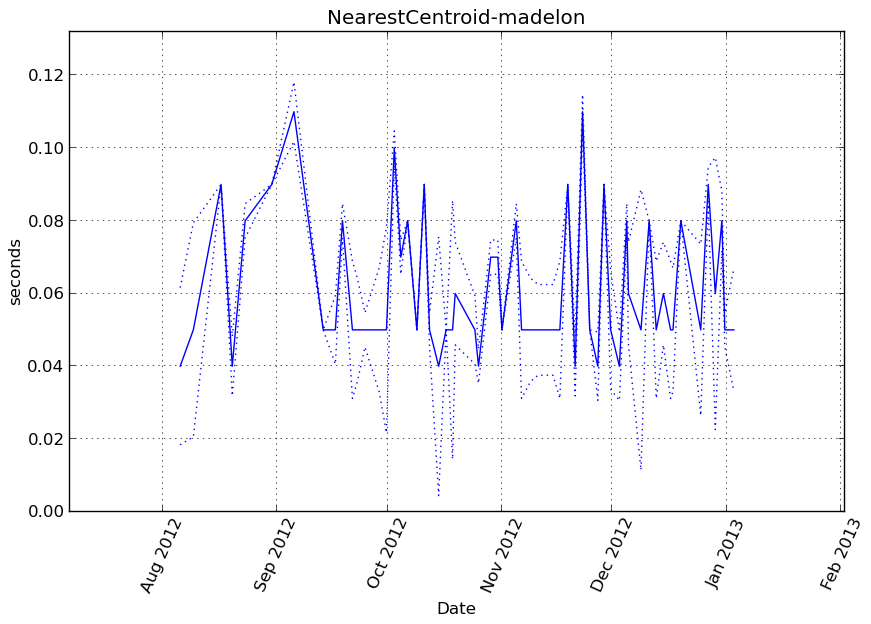 NearestCentroid-madelon
0.12
0.10
0.08
0.06
0.04
0.02
0.00
seconds
Aug 2012
Sep 2012
Oct 2012
Nov 2012
Dec 2012
Jan 2013
Feb 2013
Date